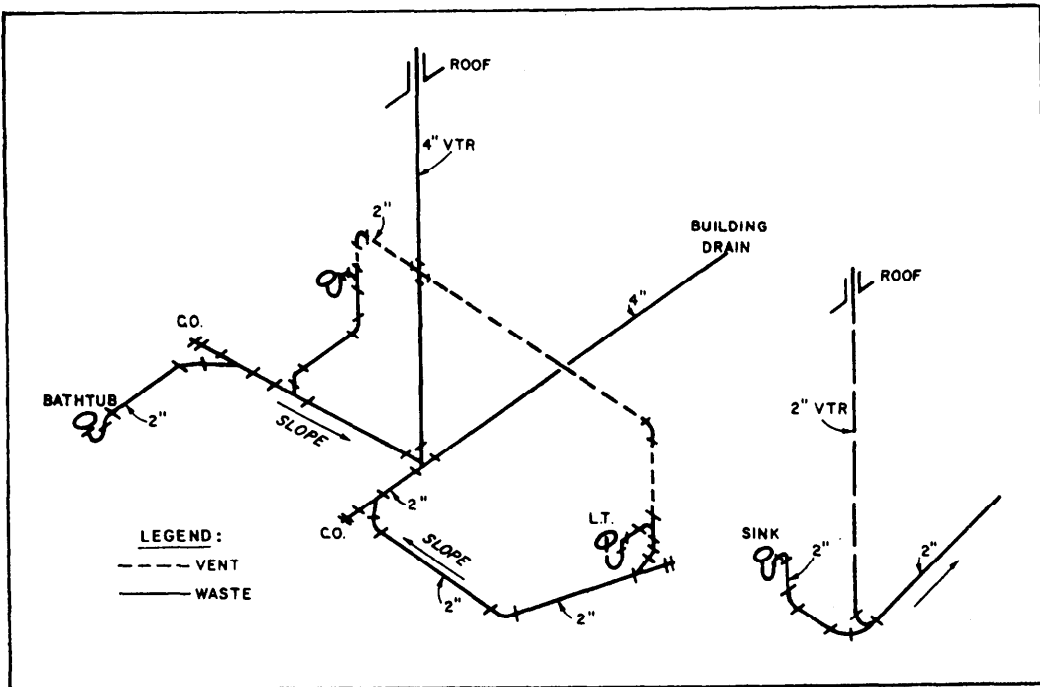 ROOF
4" VTR
2"
BUILDING
DRAIN
4"
ROOF
C.O.
BATHTUB
2"
SLOPE
2" VTR
2"
C.O.
L.T.
SINK
2"
2"
LEGEND:
VENT
WASTE
SLOPE
2"
2"